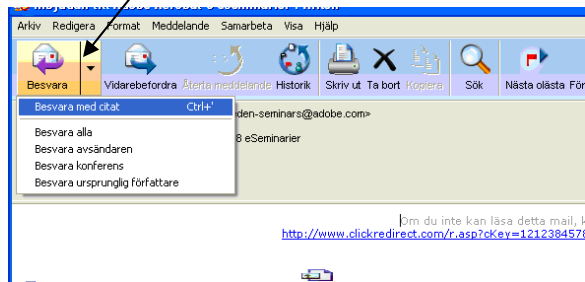 Arkiv Redigera Format Meddelande Samarbeta Visa Hjälp
Besvara Vidarebefordra Återta meddelande Historik Skriv ut Ta bort Kopiera Sök Nästa olästa För
Besvara med citat Ctrl+'
Besvara alla
Besvara avsändaren
Besvara konferens
Besvara ursprunglig författare
den-seminars@adobe.com>
8 eSeminarier
Om du inte kan läsa detta mail, k
http://www.clickredirect.com/r.asp?cKey=1212384578